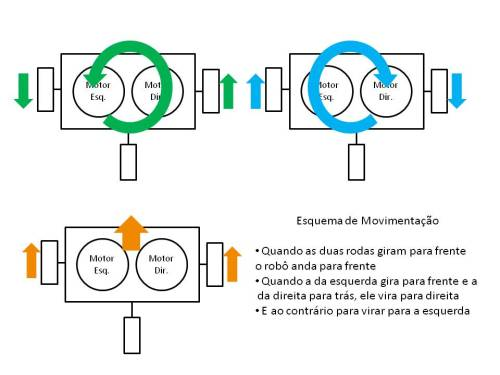 Motor Esq.
Motor Dir.
Motor Esq.
Motor Dir.
Motor Esq.
Motor Dir.
Esquema de Movimentação
•Quando as duas rodas giram para frente
o robô anda para frente
•Quando a da esquerda gira para frente e a
da direita para trás, ele vira para direita
•E ao contrário para virar para a esquerda